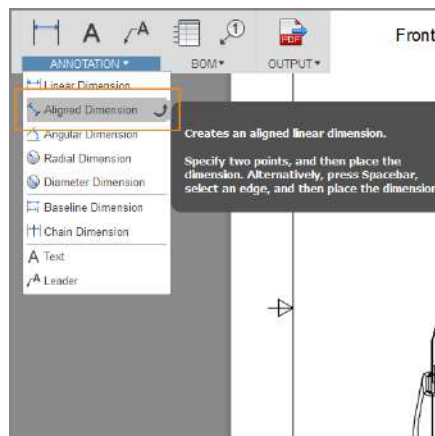 A
A
1
PDF
Front
ANNOTATION ▾
BOM ▾
OUTPUT ▾
Linear Dimension
Aligned Dimension
Angular Dimension
Radial Dimension
Diameter Dimension
Baseline Dimension
Chain Dimension
A Text
A Leader
Creates an aligned linear dimension.
Specify two points, and then place the
dimension. Alternatively, press Spacebar,
select an edge, and then place the dimension